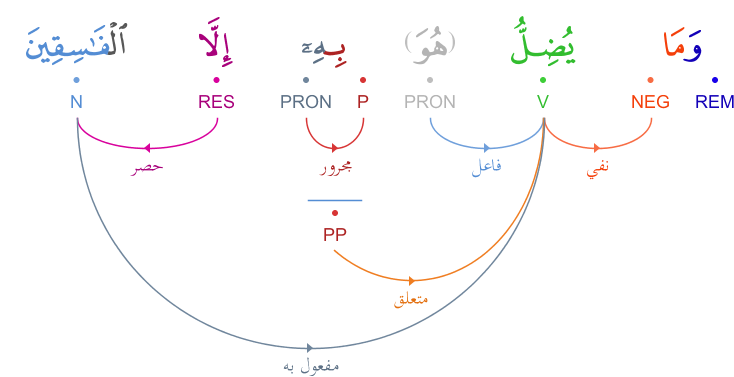 وَمَا يُضِلُّ (هُوَ) بِهِۦٓ إِلَّا ٱلْفَٰسِقِينَ
REM NEG V PRON P PRON RES N
نفي فاعل مجرور حصر
PP
متعلق
مفعول به